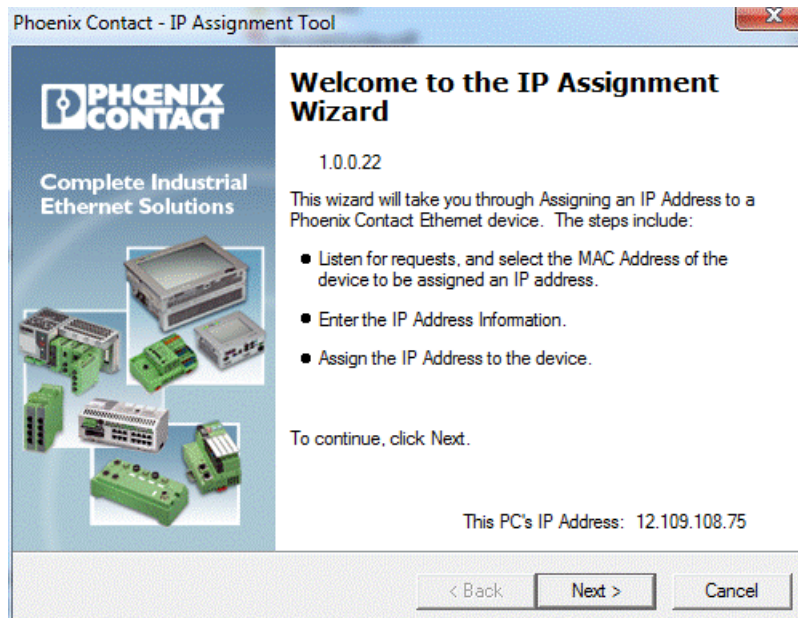 Phoenix Contact - IP Assignment Tool
PHŒNIX
CONTACT
Complete Industrial
Ethernet Solutions
Welcome to the IP Assignment
Wizard
1.0.0.22
This wizard will take you through Assigning an IP Address to a
Phoenix Contact Ethernet device. The steps include:
Listen for requests, and select the MAC Address of the
device to be assigned an IP address.
Enter the IP Address Information.
Assign the IP Address to the device.
To continue, click Next.
This PC's IP Address: 12.109.108.75
< Back
Next >
Cancel